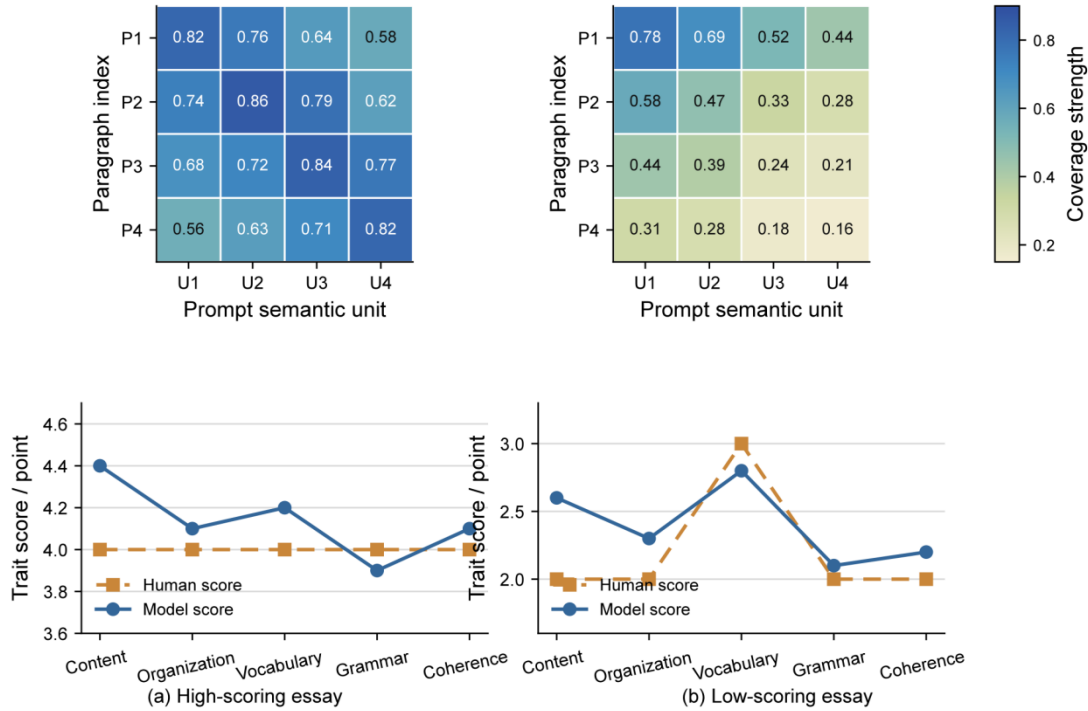 P1 0.82 0.76 0.64 0.58
P2 0.74 0.86 0.79 0.62
P3 0.68 0.72 0.84 0.77
P4 0.56 0.63 0.71 0.82
U1 U2 U3 U4
Prompt semantic unit
Paragraph index
P1 0.78 0.69 0.52 0.44
P2 0.58 0.47 0.33 0.28
P3 0.44 0.39 0.24 0.21
P4 0.31 0.28 0.18 0.16
U1 U2 U3 U4
Prompt semantic unit
Paragraph index
0.8
0.6
0.4
0.2
Coverage strength
4.6
4.4
4.2
4.0
3.8
3.6
Trait score / point
Human score
Model score
Content Organization Vocabulary Grammar Coherence
(a) High-scoring essay
3.0
2.5
2.0
Trait score / point
Human score
Model score
Content Organization Vocabulary Grammar Coherence
(b) Low-scoring essay